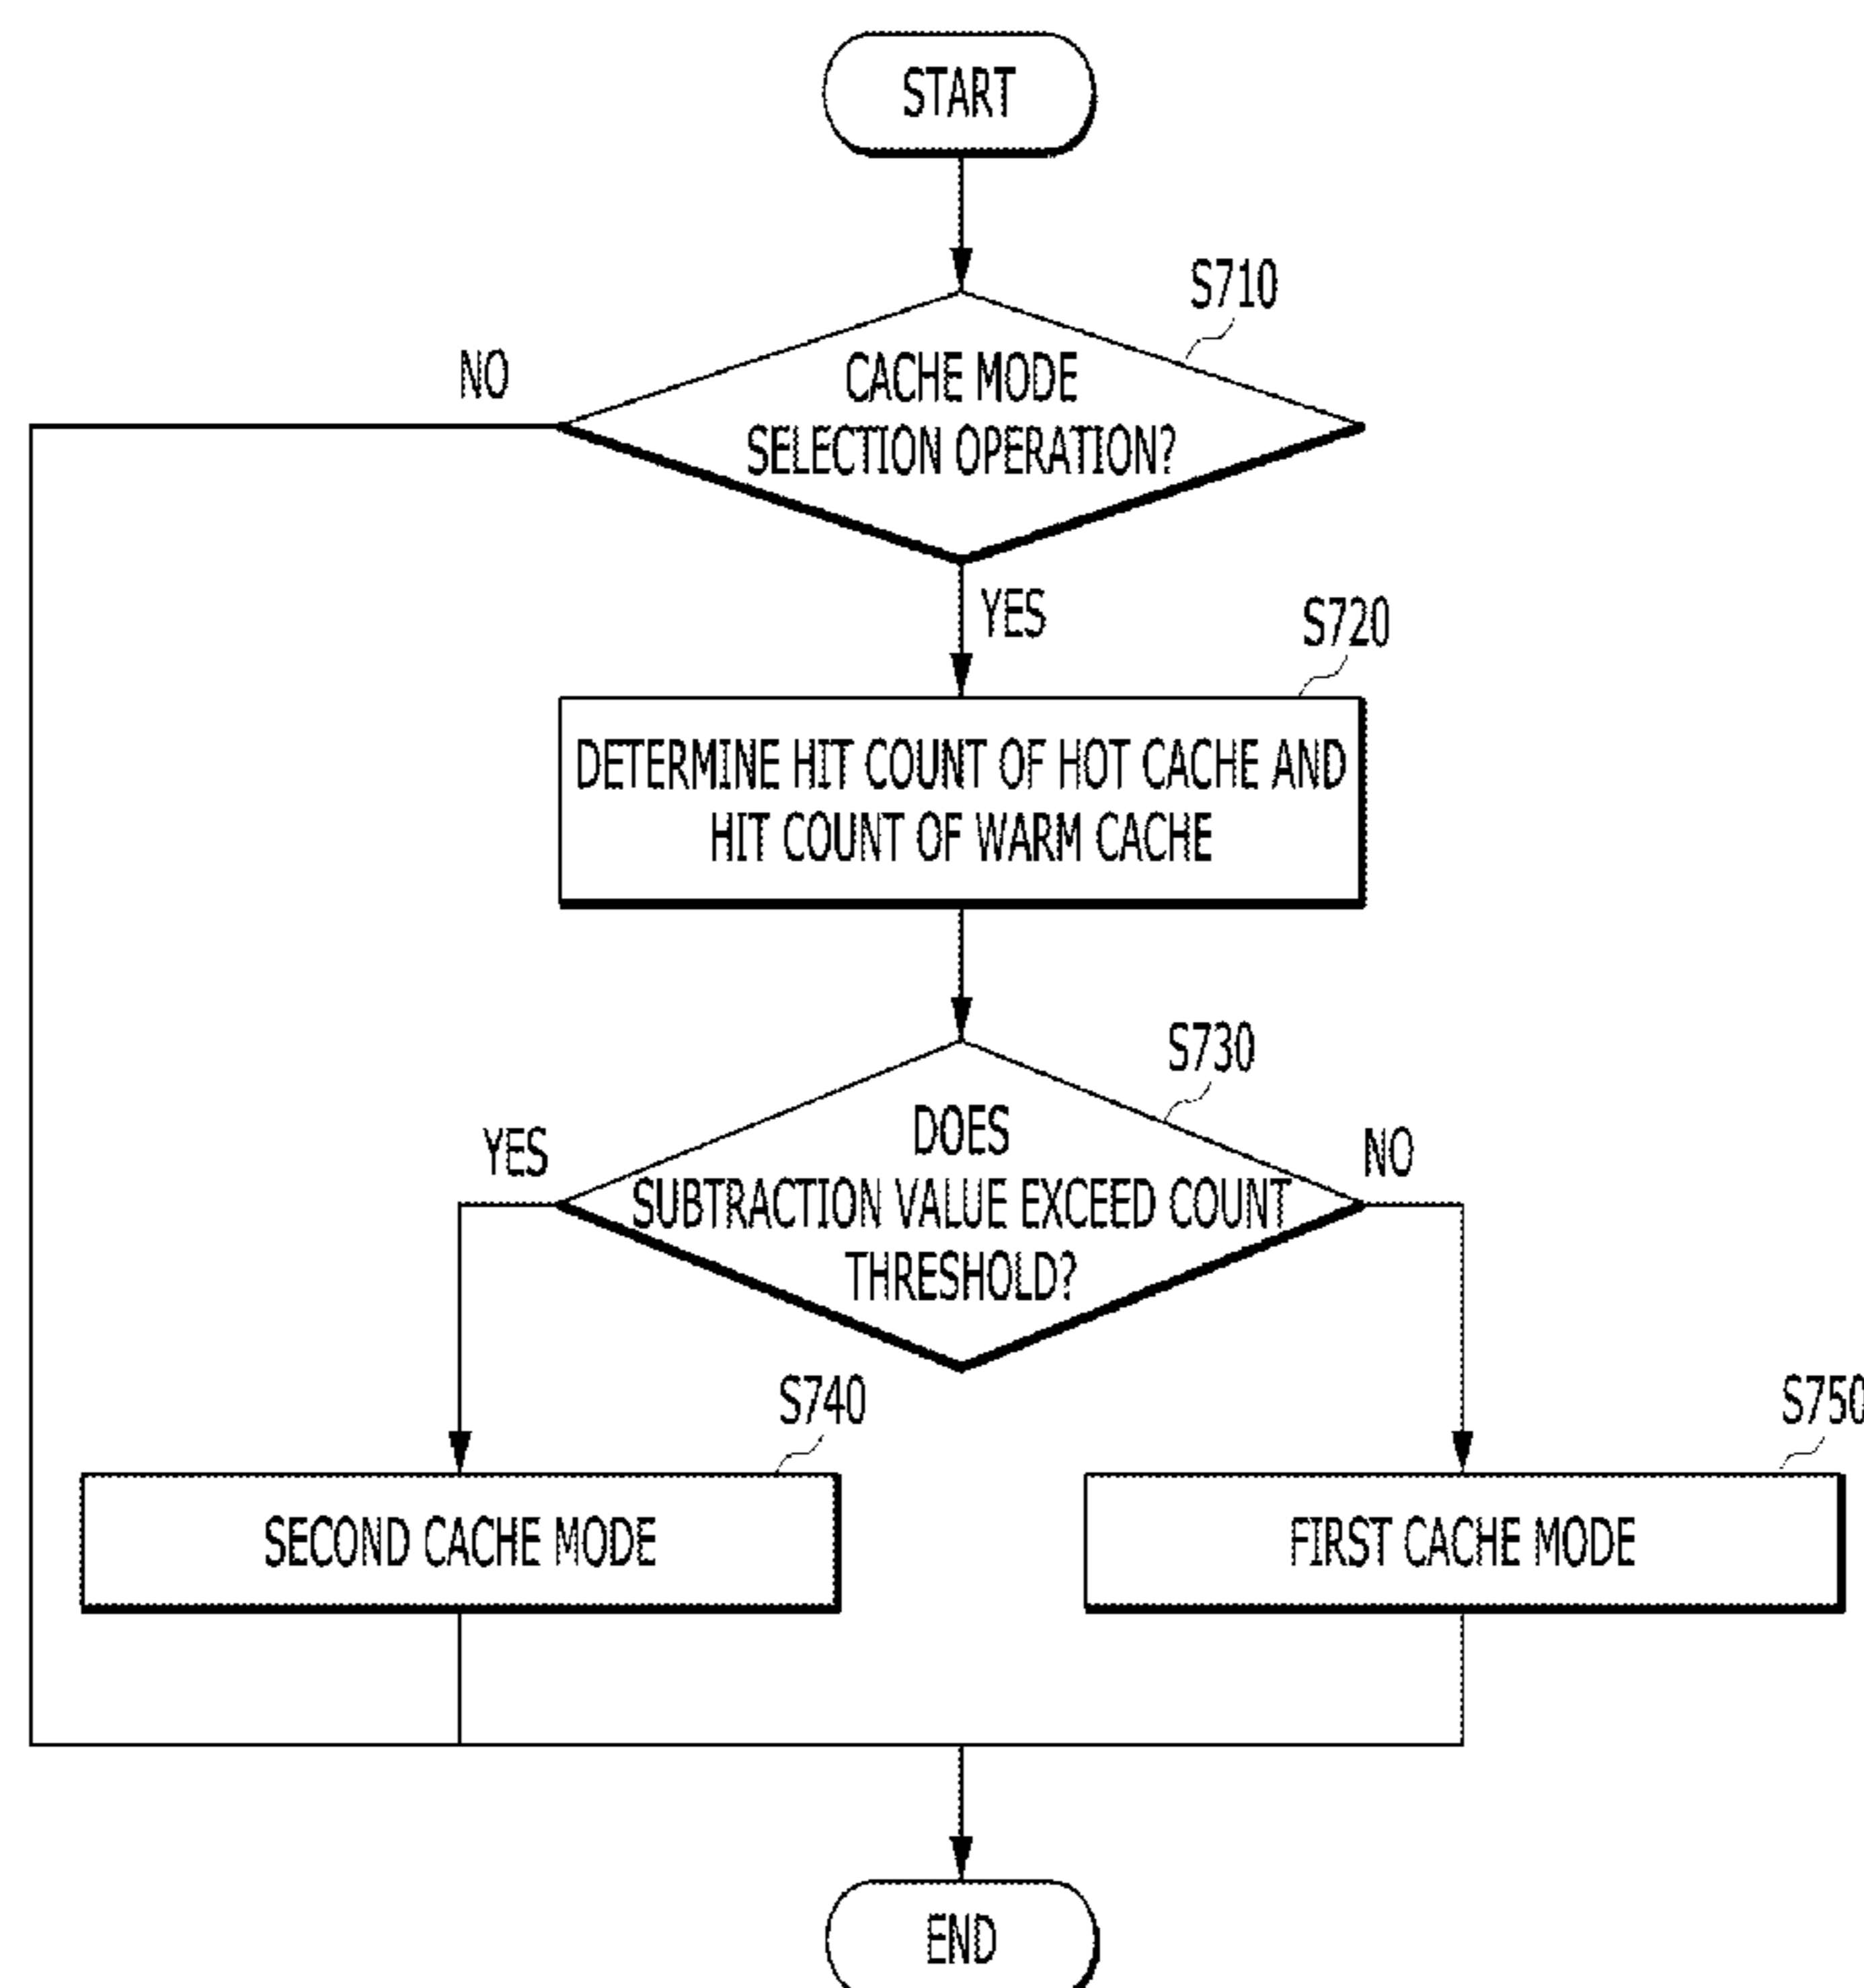 START
S710
NO
CACHE MODE
SELECTION OPERATION?
YES
S720
DETERMINE HIT COUNT OF HOT CACHE AND
HIT COUNT OF WARM CACHE
S730
DOES
YES
NO
SUBTRACTION VALUE EXCEED COUNT
THRESHOLD?
S740
S750
SECOND CACHE MODE
FIRST CACHE MODE
END